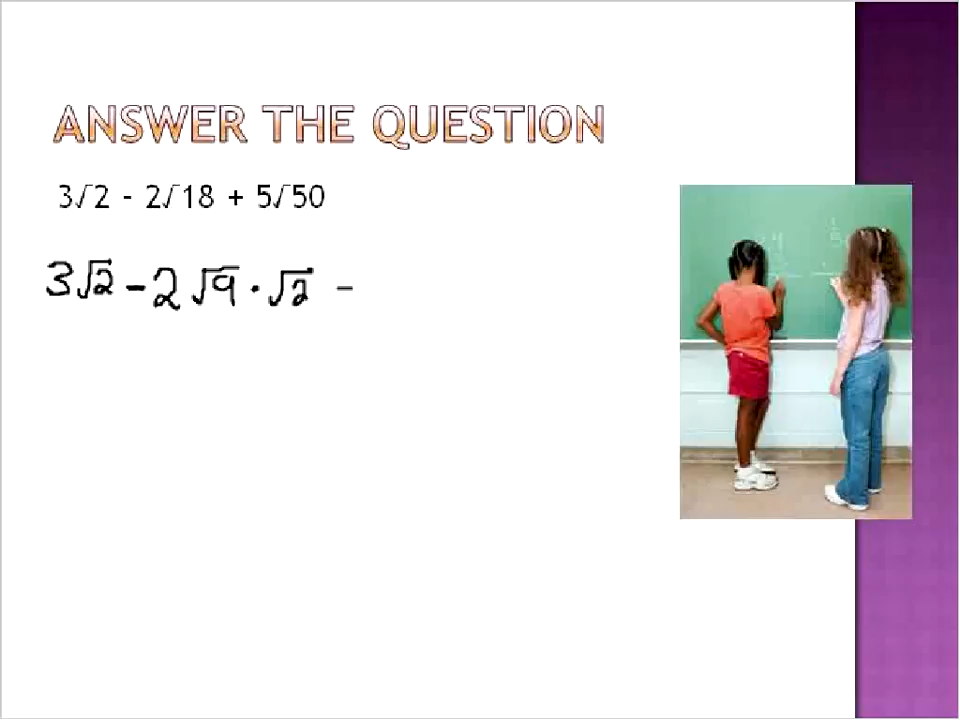 ANSWER THE QUESTION
3√2 - 2√18 + 5√50
3√2 - 2√9 · √2 -